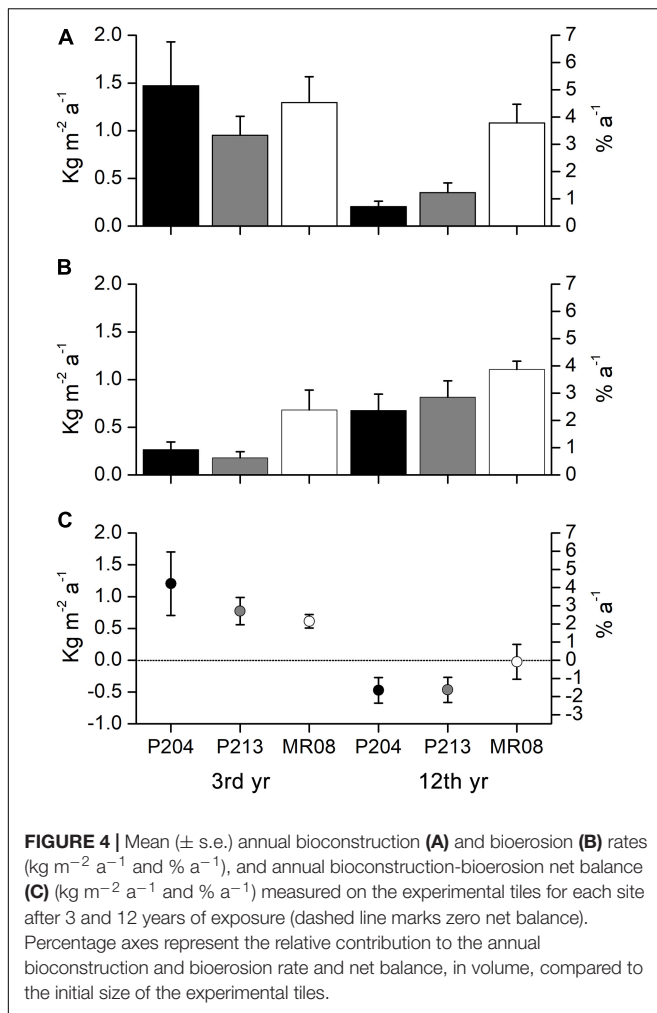 A
2.0
1.5
1.0
0.5
0.0
Kg m⁻² a⁻¹
7
6
5
4
3
2
1
0
% a⁻¹
B
2.0
1.5
1.0
0.5
0.0
Kg m⁻² a⁻¹
7
6
5
4
3
2
1
0
% a⁻¹
C
2.0
1.5
1.0
0.5
0.0
-0.5
-1.0
Kg m⁻² a⁻¹
7
6
5
4
3
2
1
0
-1
-2
-3
% a⁻¹
P204 P213 MR08 P204 P213 MR08
3rd yr 12th yr
FIGURE 4 | Mean (± s.e.) annual bioconstruction (A) and bioerosion (B) rates
(kg m⁻² a⁻¹ and % a⁻¹), and annual bioconstruction-bioerosion net balance
(C) (kg m⁻² a⁻¹ and % a⁻¹) measured on the experimental tiles for each site
after 3 and 12 years of exposure (dashed line marks zero net balance).
Percentage axes represent the relative contribution to the annual
bioconstruction and bioerosion rate and net balance, in volume, compared to
the initial size of the experimental tiles.